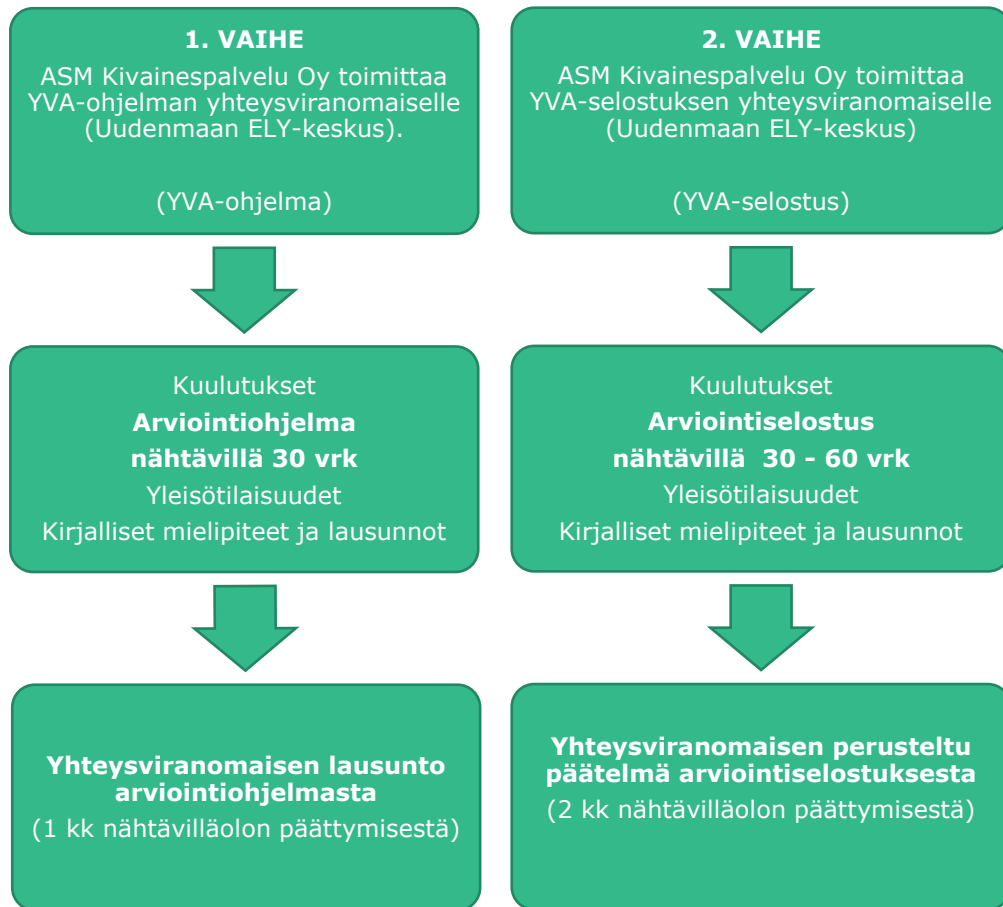 1. VAIHE
ASM Kivainespalvelu Oy toimittaa
YVA-ohjelman yhteysviranomaiselle
(Uudenmaan ELY-keskus).
(YVA-ohjelma)
Kuulutukset
Arviointiohjelma
nähtävillä 30 vrk
Yleisötilaisuudet
Kirjalliset mielipiteet ja lausunnot
Yhteysviranomaisen lausunto
arviointiohjelmasta
(1 kk nähtävilläolon päättymisestä)
2. VAIHE
ASM Kivainespalvelu Oy toimittaa
YVA-selostuksen yhteysviranomaiselle
(Uudenmaan ELY-keskus)
(YVA-selostus)
Kuulutukset
Arviointiselostus
nähtävillä  30 – 60 vrk
Yleisötilaisuudet
Kirjalliset mielipiteet ja lausunnot
Yhteysviranomaisen perusteltu
päätelmä arviointiselostuksesta
(2 kk nähtävilläolon päättymisestä)